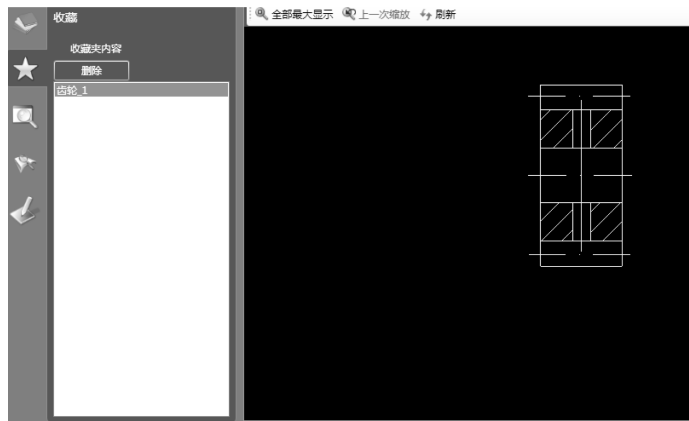 收藏
全部最大显示 上一次缩放 刷新
收藏夹内容
删除
齿轮_1